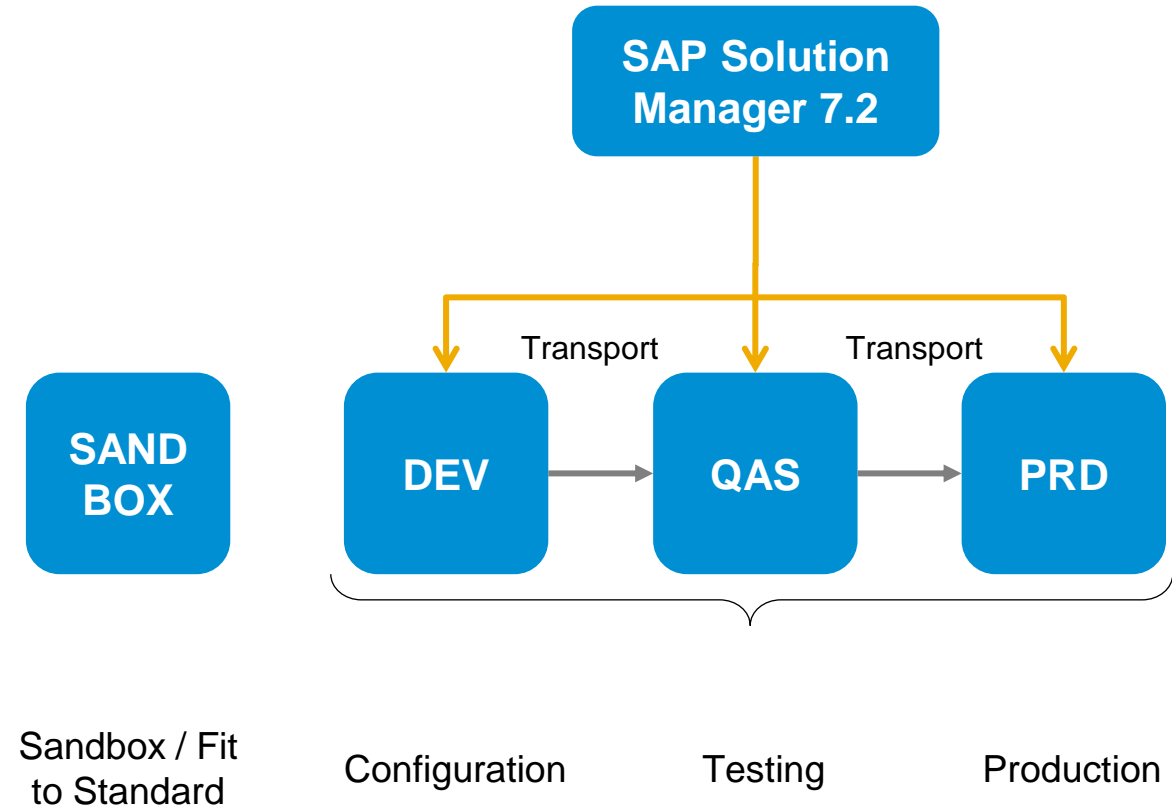 SAP Solution
Manager 7.2
Transport
Transport
SAND
BOX
DEV
QAS
PRD
Sandbox / Fit
to Standard
Configuration
Testing
Production